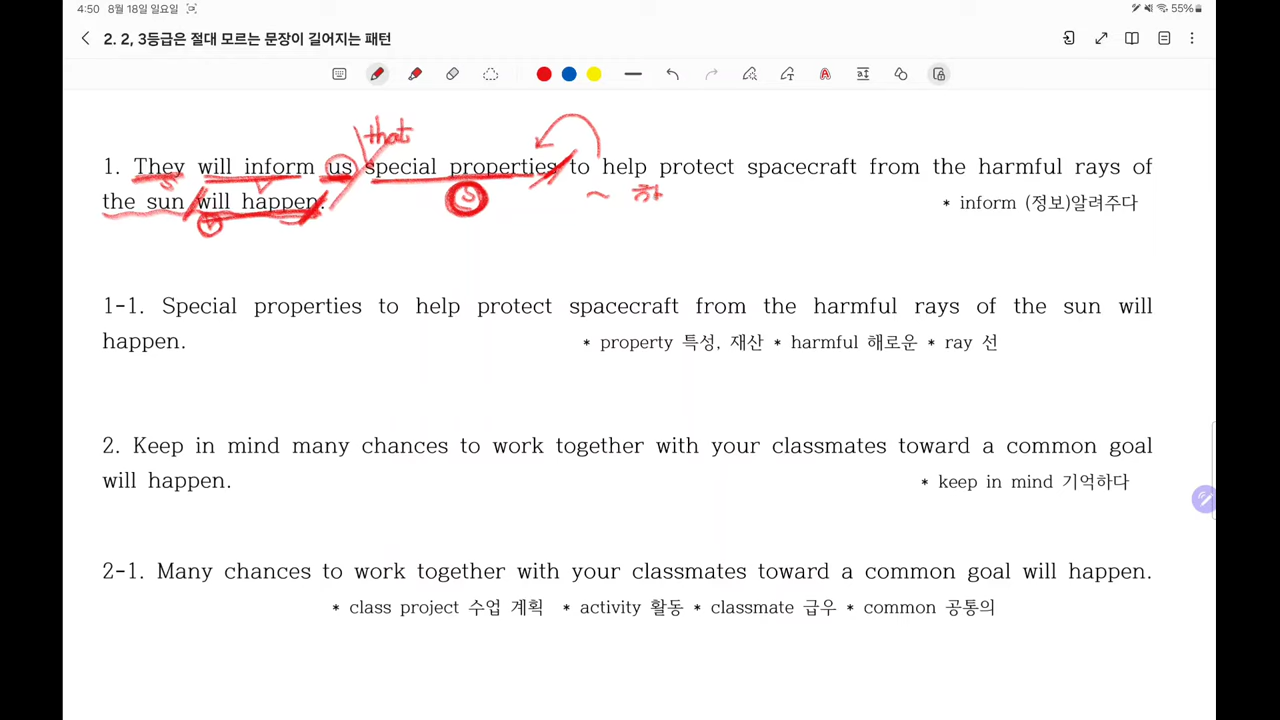 4:50 8월 18일 일요일 55%
2. 2, 3등급은 절대 모르는 문장이 길어지는 패턴
that
1. They will inform us special properties to help protect spacecraft from the harmful rays of
S V S ~ 하
the sun will happen. * inform (정보)알려주다
V
1-1. Special properties to help protect spacecraft from the harmful rays of the sun will
happen. * property 특성, 재산 * harmful 해로운 * ray 선
2. Keep in mind many chances to work together with your classmates toward a common goal
will happen. * keep in mind 기억하다
2-1. Many chances to work together with your classmates toward a common goal will happen.
* class project 수업 계획 * activity 활동 * classmate 급우 * common 공통의